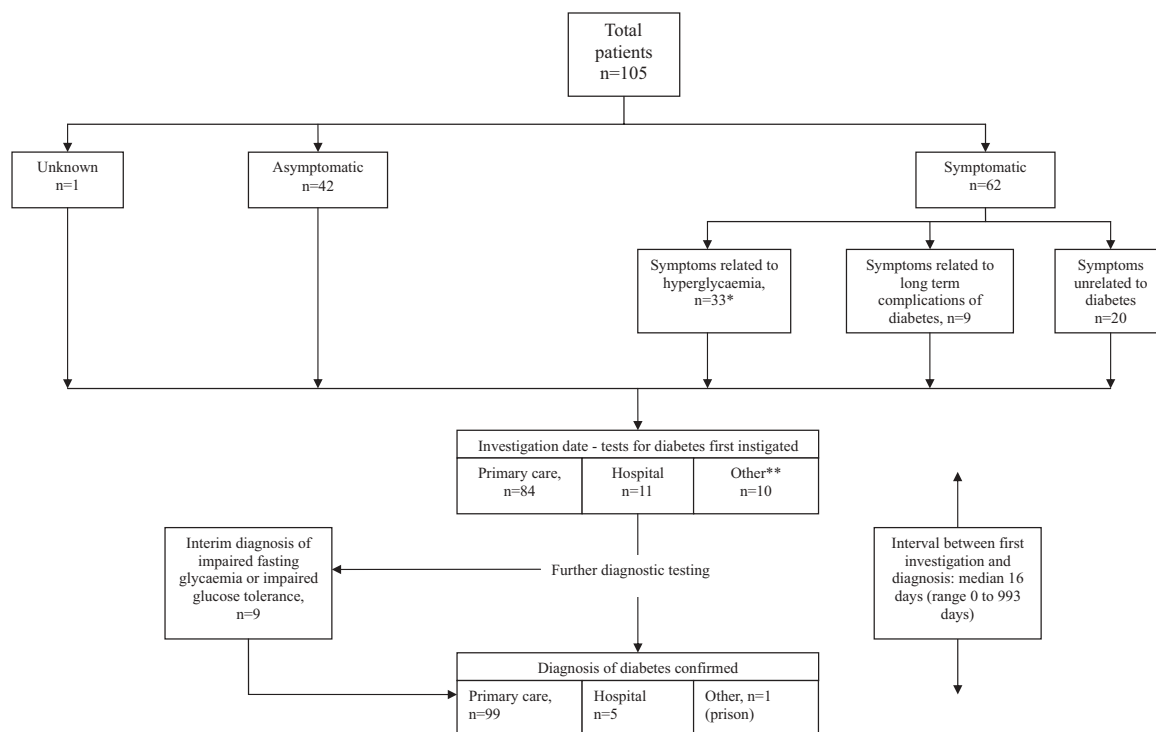 Total
patients
n=105
Unknown
n=1
Asymptomatic
n=42
Symptomatic
n=62
Symptoms related to
hyperglycaemia,
n=33*
Symptoms related to
long term
complications of
diabetes, n=9
Symptoms
unrelated to
diabetes
n=20
Investigation date - tests for diabetes first instigated
Primary care,
n=84
Hospital
n=11
Other**
n=10
Interim diagnosis of
impaired fasting
glycaemia or impaired
glucose tolerance,
n=9
Further diagnostic testing
Interval between first
investigation and
diagnosis: median 16
days (range 0 to 993
days)
Diagnosis of diabetes confirmed
Primary care,
n=99
Hospital
n=5
Other, n=1
(prison)